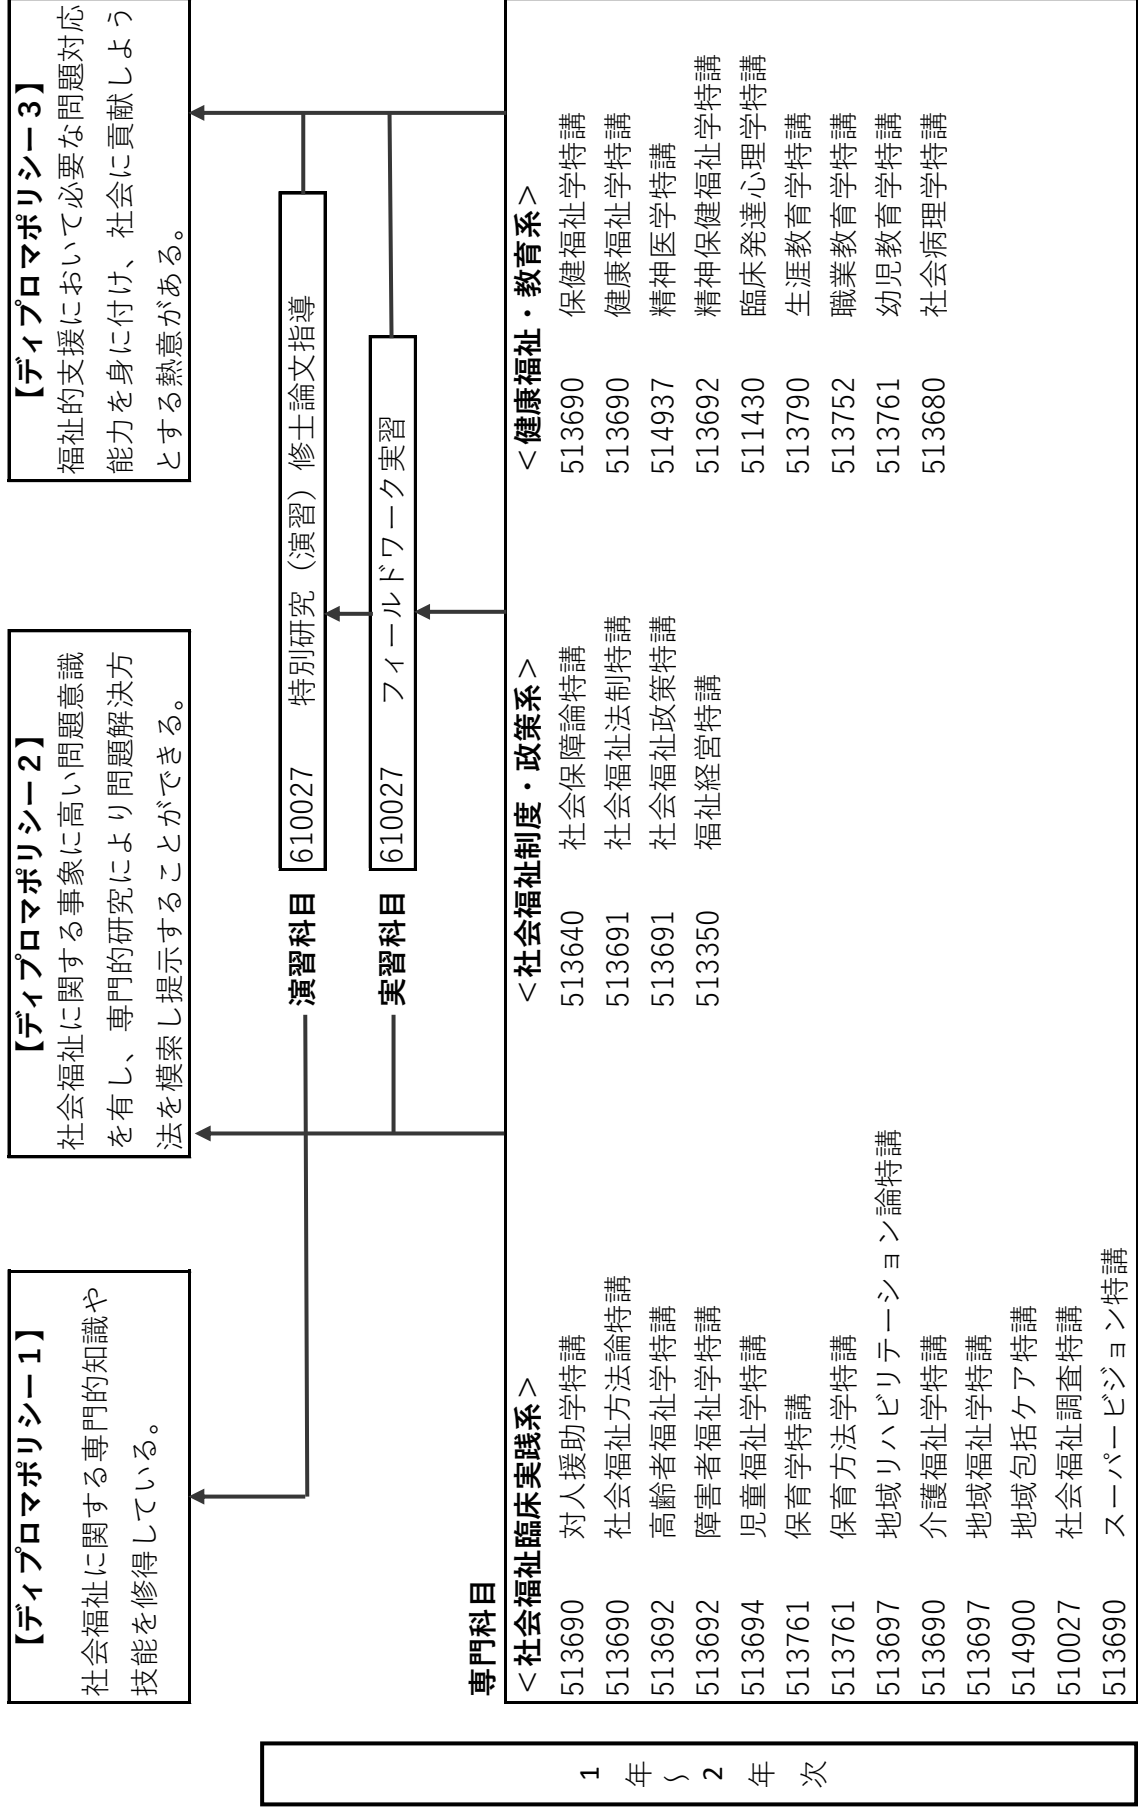 【ディプロマポリシー1】
社会福祉に関する専門的知識や
技能を修得している。
【ディプロマポリシー2】
社会福祉に関する事象に高い問題意識
を有し、専門的研究により問題解決方
法を模索し提示することができる。
【ディプロマポリシー3】
福祉的支援において必要な問題対応
能力を身に付け、社会に貢献しよう
とする熱意がある。
演習科目
610027 特別研究（演習）修士論文指導
実習科目
610027 フィールドワーク実習
専門科目
＜社会福祉臨床実践系＞
513690 対人援助学特講
513690 社会福祉方法論特講
513692 高齢者福祉学特講
513692 障害者福祉学特講
513694 児童福祉学特講
513761 保育学特講
513761 保育方法学特講
513697 地域リハビリテーション論特講
513690 介護福祉学特講
513697 地域福祉学特講
514900 地域包括ケア特講
510027 社会福祉調査特講
513690 スーパービジョン特講
＜社会福祉制度・政策系＞
513640 社会保障論特講
513691 社会福祉法制特講
513691 社会福祉政策特講
513350 福祉経営特講
＜健康福祉・教育系＞
513690 保健福祉学特講
513690 健康福祉学特講
514937 精神医学特講
513692 精神保健福祉学特講
511430 臨床発達心理学特講
513790 生涯教育学特講
513752 職業教育学特講
513761 幼児教育学特講
513680 社会病理学特講
1年～2年次